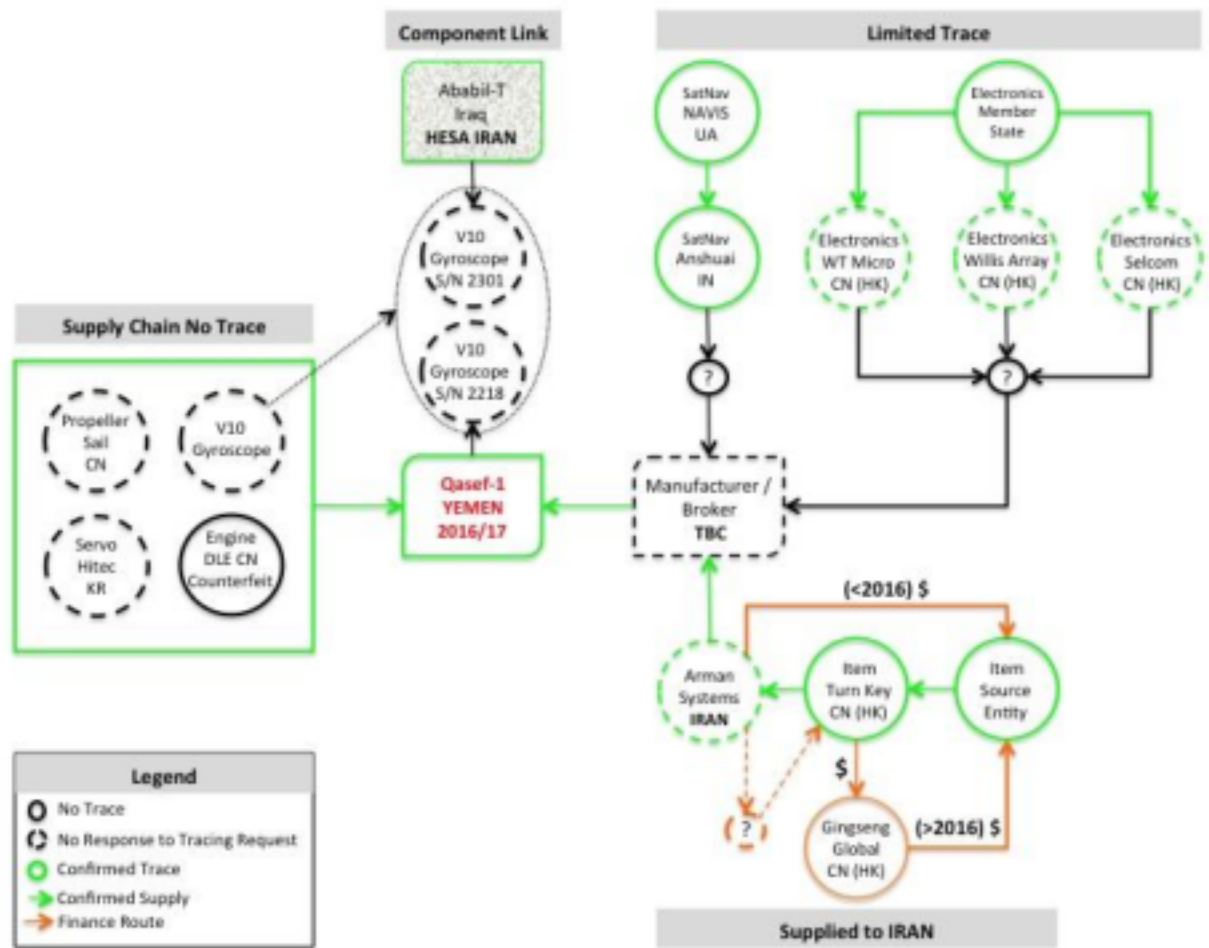 Component Link
Limited Trace
Ababil-T
Iraq
HESA IRAN
SatNav
NAVIS
UA
Electronics
Member
State
V10
Gyroscope
S/N 2301
SatNav
Anshuai
IN
Electronics
WT Micro
CN (HK)
Electronics
Willis Array
CN (HK)
Electronics
Selcom
CN (HK)
Supply Chain No Trace
V10
Gyroscope
S/N 2218
?
?
Propeller
Sail
CN
V10
Gyroscope
Qasef-1
YEMEN
2016/17
Manufacturer /
Broker
TBC
Servo
Hitec
KR
Engine
DLE CN
Counterfeit
(<2016) $
Arman
Systems
IRAN
Item
Turn Key
CN (HK)
Item
Source
Entity
$
?
Gingseng
Global
CN (HK)
(>2016) $
Legend
No Trace
No Response to Tracing Request
Confirmed Trace
Confirmed Supply
Finance Route
Supplied to IRAN